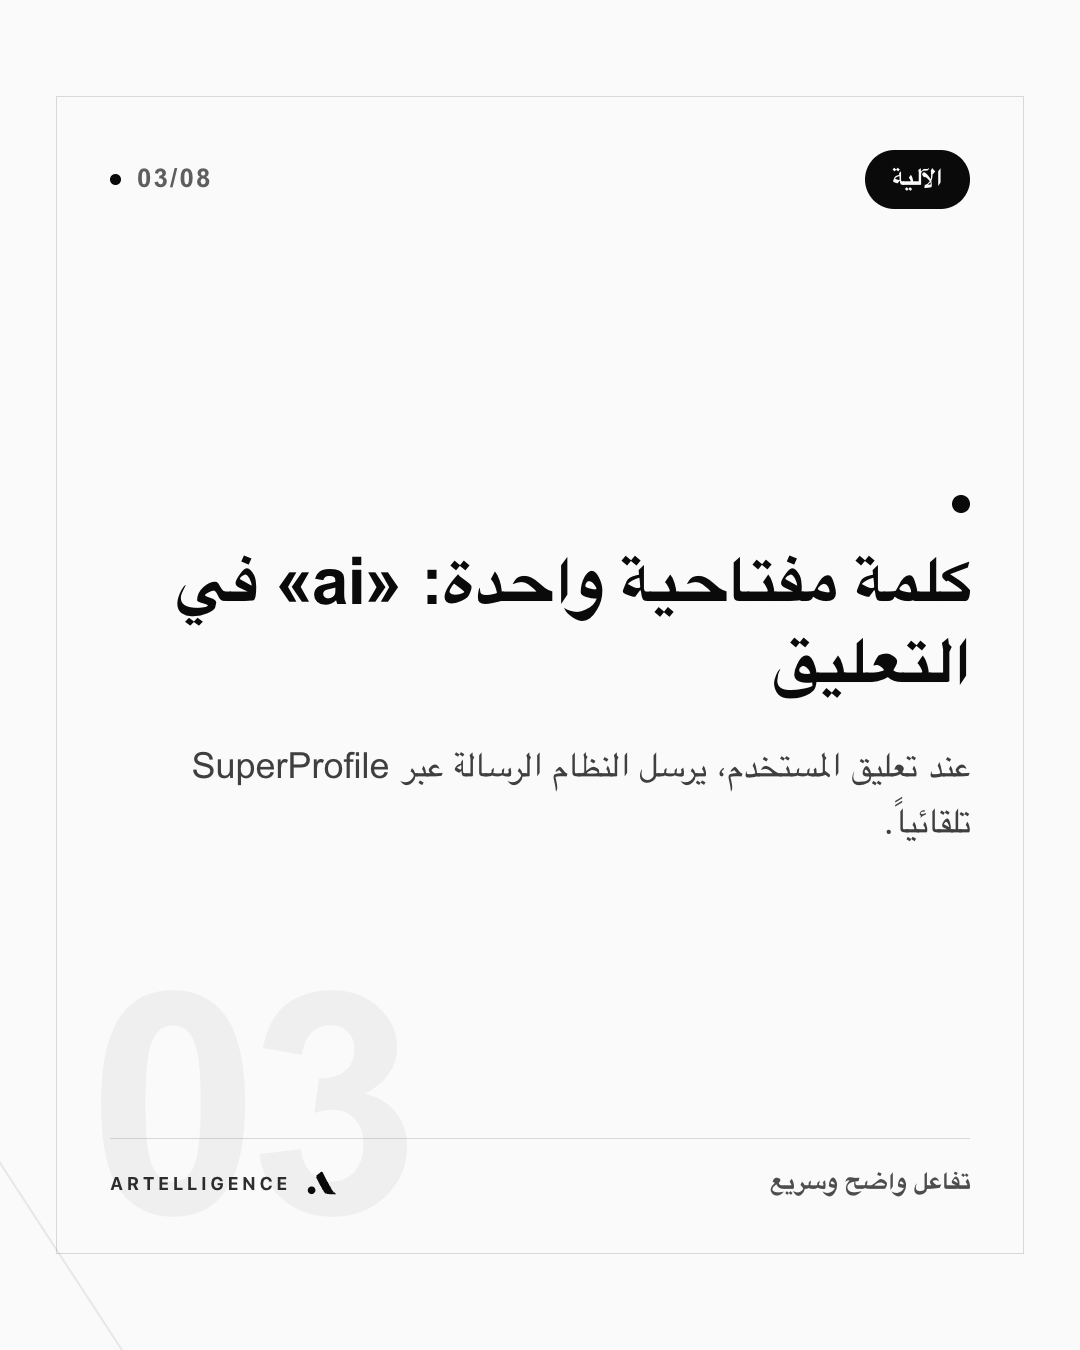 الآلية
03/08
كلمة مفتاحية واحدة: «ai» في
التعليق
عند تعليق المستخدم، يرسل النظام الرسالة عبر SuperProfile
تلقائياً.
03
تفاعل واضح وسريع
ARTELLIGENCE